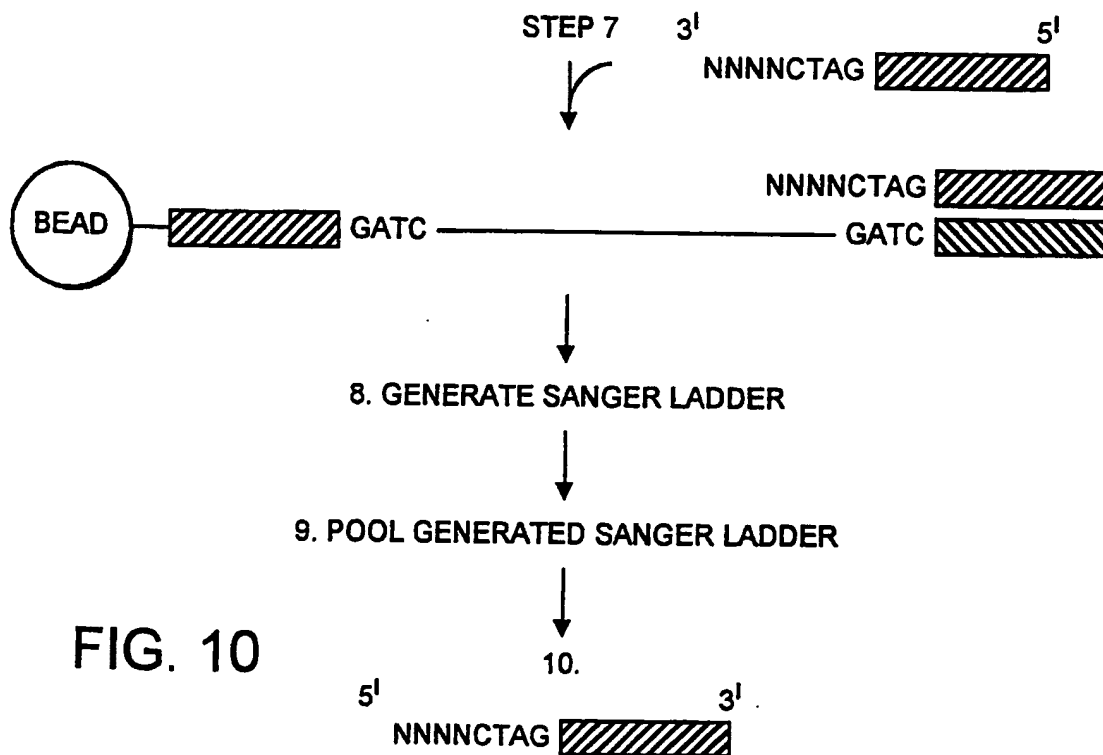 STEP 7 3' 5'
NNNNCTAG
NNNNCTAG
BEAD GATC GATC
8. GENERATE SANGER LADDER
9. POOL GENERATED SANGER LADDER
FIG. 10 10.
5' 3'
NNNNCTAG